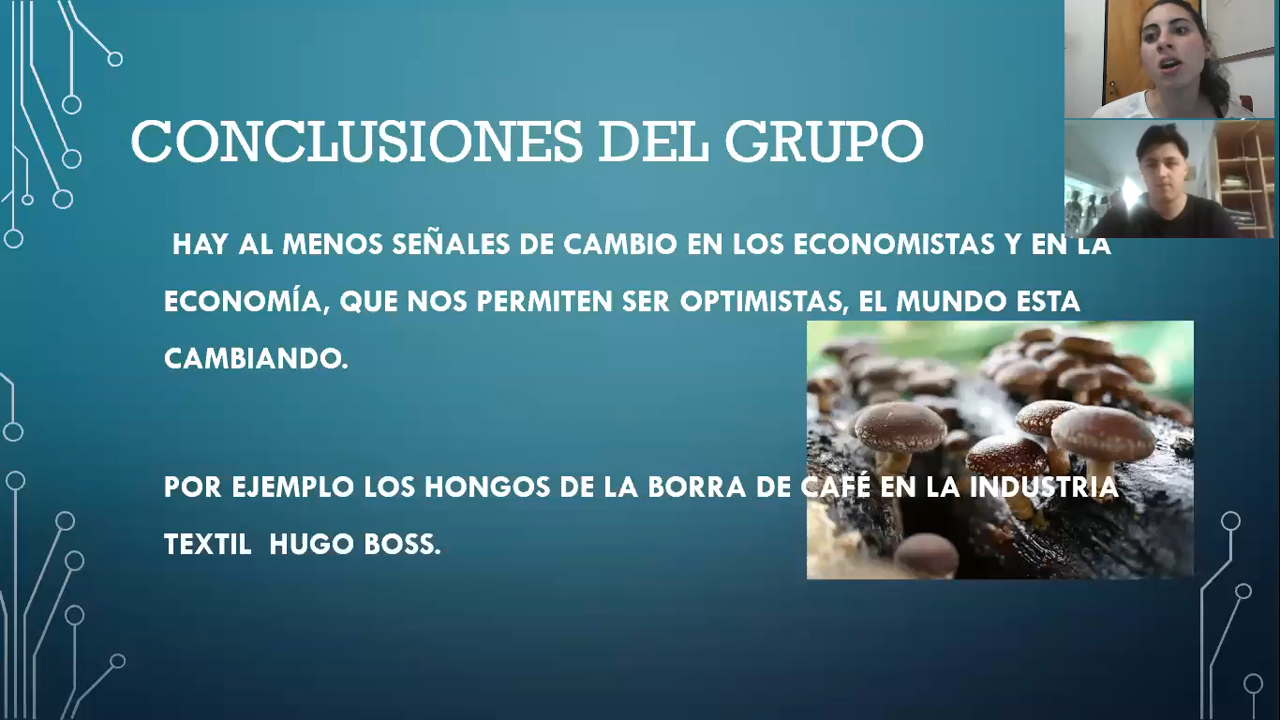 CONCLUSIONES DEL GRUPO
HAY AL MENOS SEÑALES DE CAMBIO EN LOS ECONOMISTAS Y EN LA
ECONOMÍA, QUE NOS PERMITEN SER OPTIMISTAS, EL MUNDO ESTA
CAMBIANDO.
POR EJEMPLO LOS HONGOS DE LA BORRA DE CAFÉ EN LA INDUSTRIA
TEXTIL  HUGO BOSS.